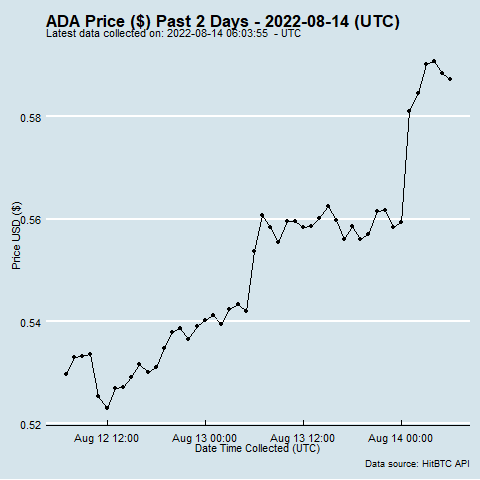 ADA Price ($) Past 2 Days - 2022-08-14 (UTC)
Latest data collected on: 2022-08-14 06:03:55 - UTC
0.58
0.56
0.54
0.52
Price USD ($)
Aug 12 12:00
Aug 13 00:00
Aug 13 12:00
Aug 14 00:00
Date Time Collected (UTC)
Data source: HitBTC API